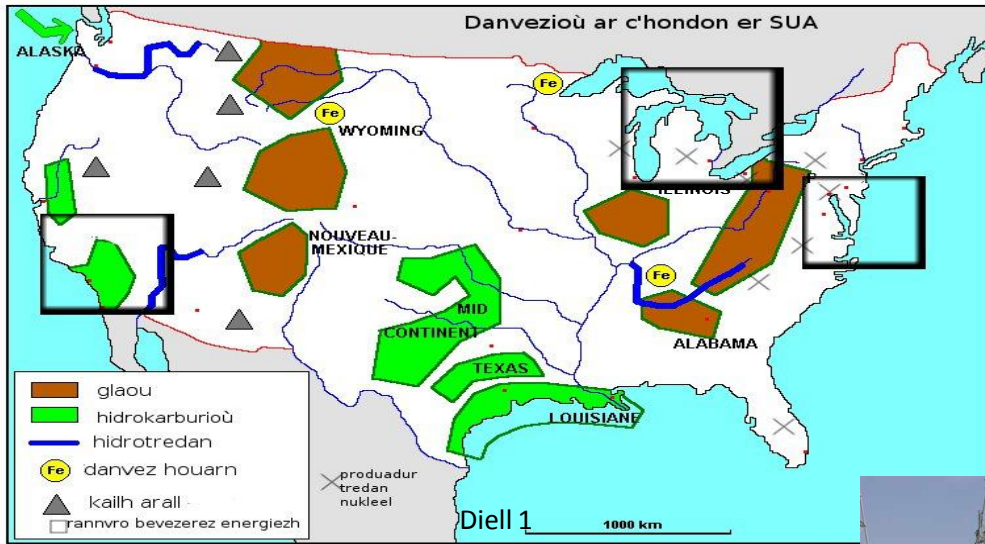 Danvezioù ar c'hondon er SUA
ALASKA
Fe
Fe
WYOMING
ILLINOIS
NOUVEAU-
MEXIQUE
Fe
MID
CONTINENT
ALABAMA
TEXAS
LOUISIANE
glaou
hidrokarburioù
hidrotredan
Fe danvez houarn
kailh arall
rannvro bevezerez energiezh
produadur
tredan
nukleel
Diell 1
1000 km